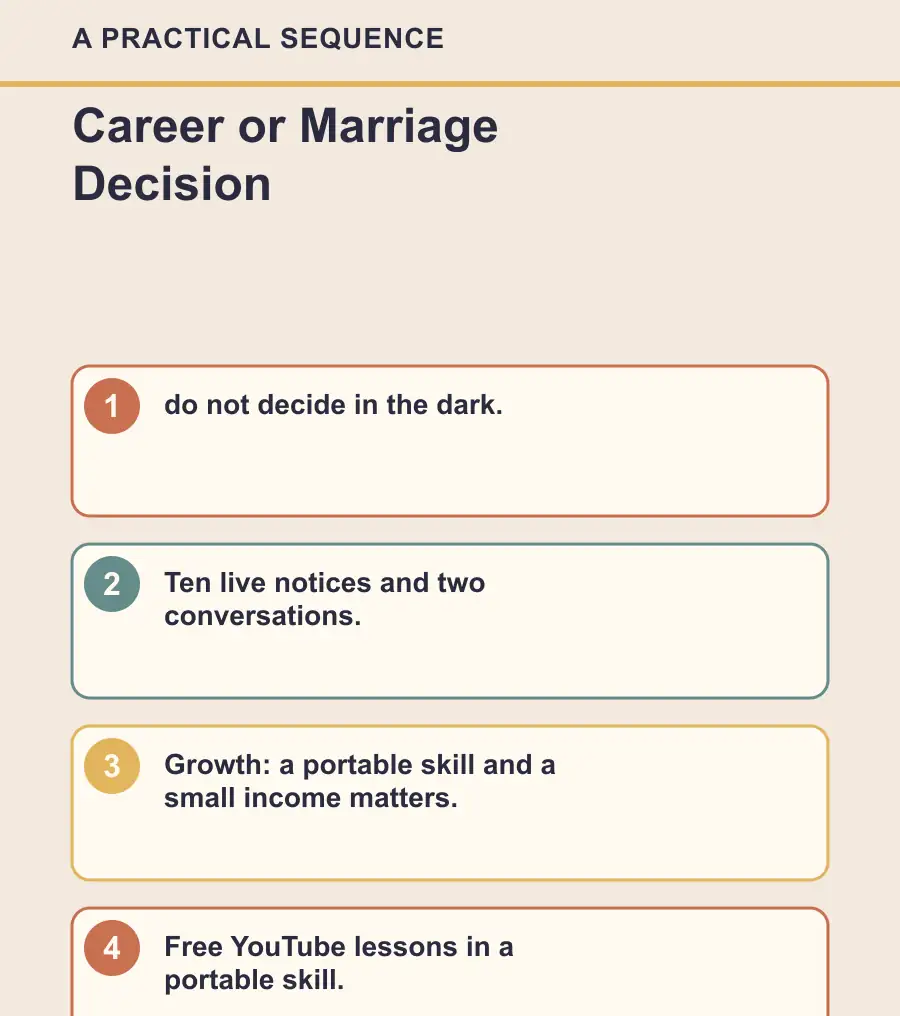 A PRACTICAL SEQUENCE
Career or Marriage
Decision
1
do not decide in the dark.
2
Ten live notices and two
conversations.
3
Growth: a portable skill and a
small income matters.
4
Free YouTube lessons in a
portable skill.